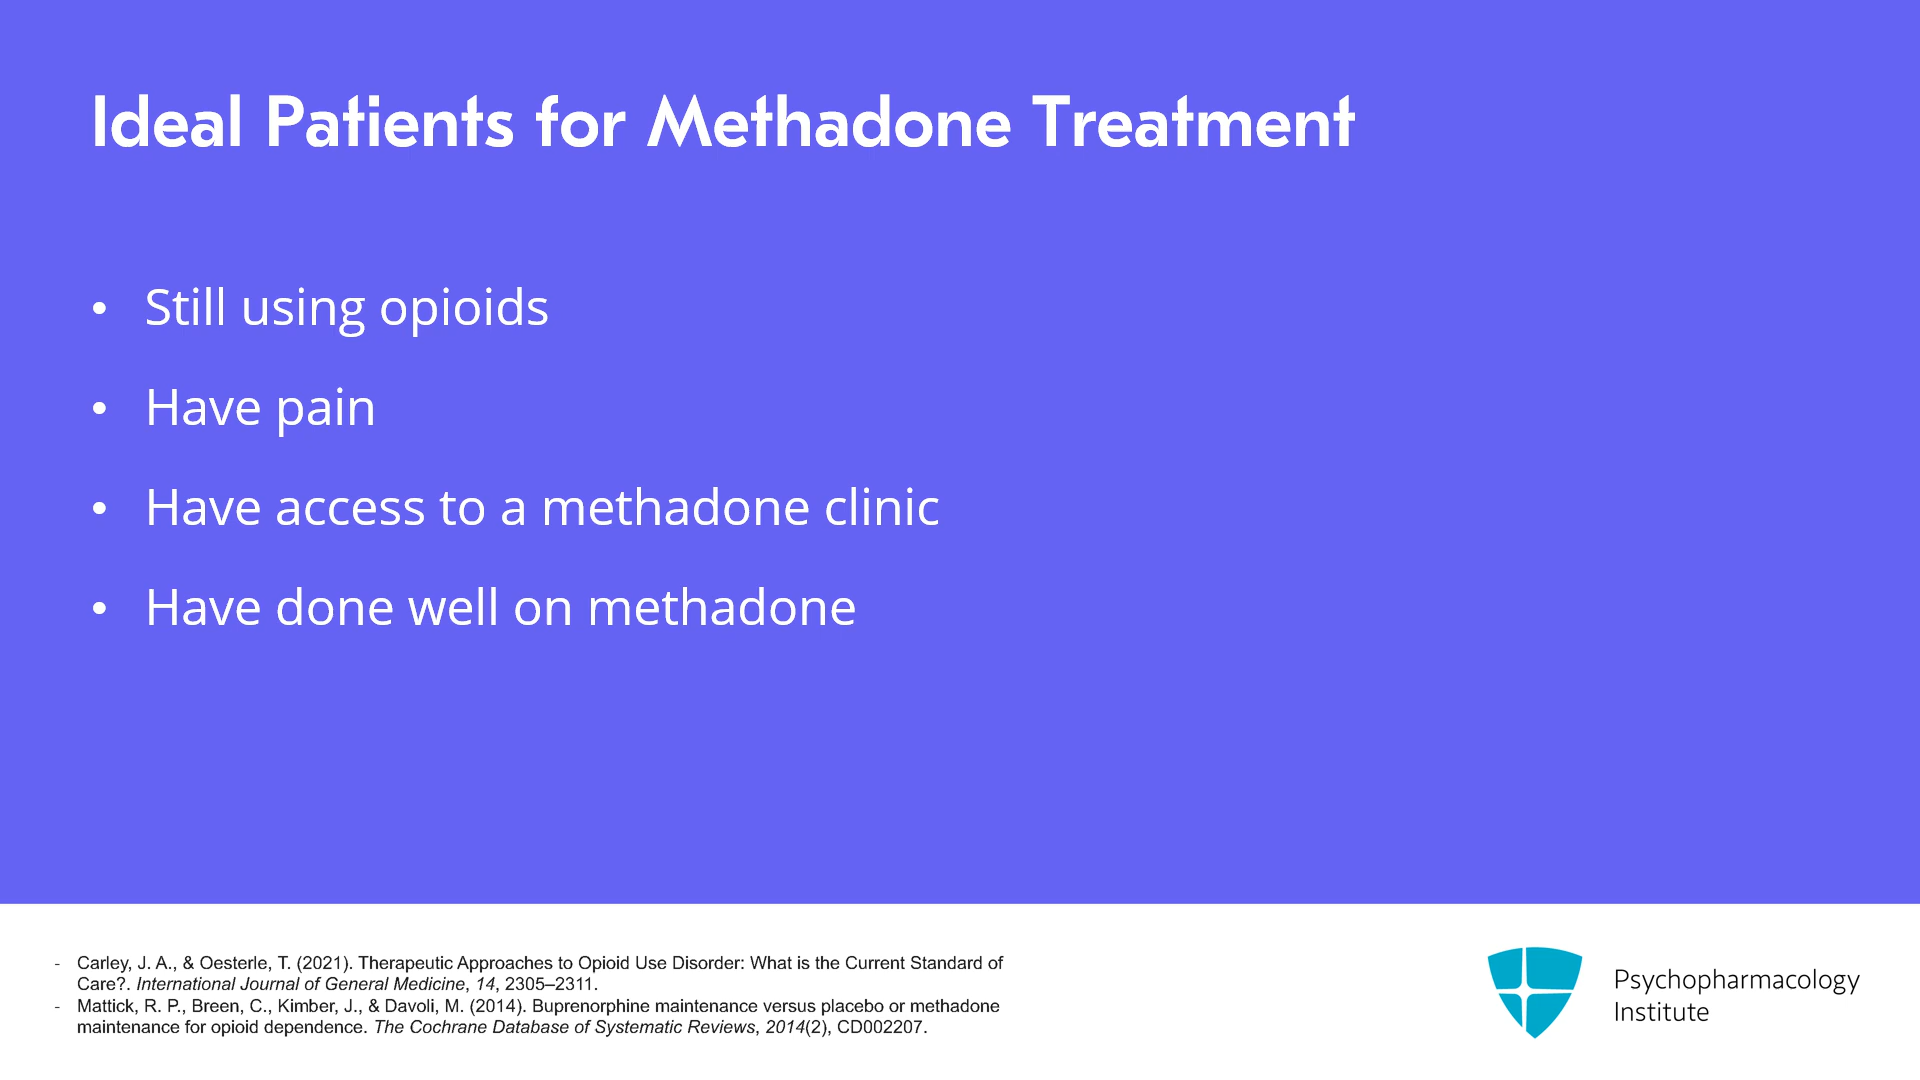 Ideal Patients for Methadone Treatment
• Still using opioids
• Have pain
• Have access to a methadone clinic
• Have done well on methadone
- Carley, J. A., & Oesterle, T. (2021). Therapeutic Approaches to Opioid Use Disorder: What is the Current Standard of
Care?. International Journal of General Medicine, 14, 2305–2311.
- Mattick, R. P., Breen, C., Kimber, J., & Davoli, M. (2014). Buprenorphine maintenance versus placebo or methadone
maintenance for opioid dependence. The Cochrane Database of Systematic Reviews, 2014(2), CD002207.
Psychopharmacology
Institute